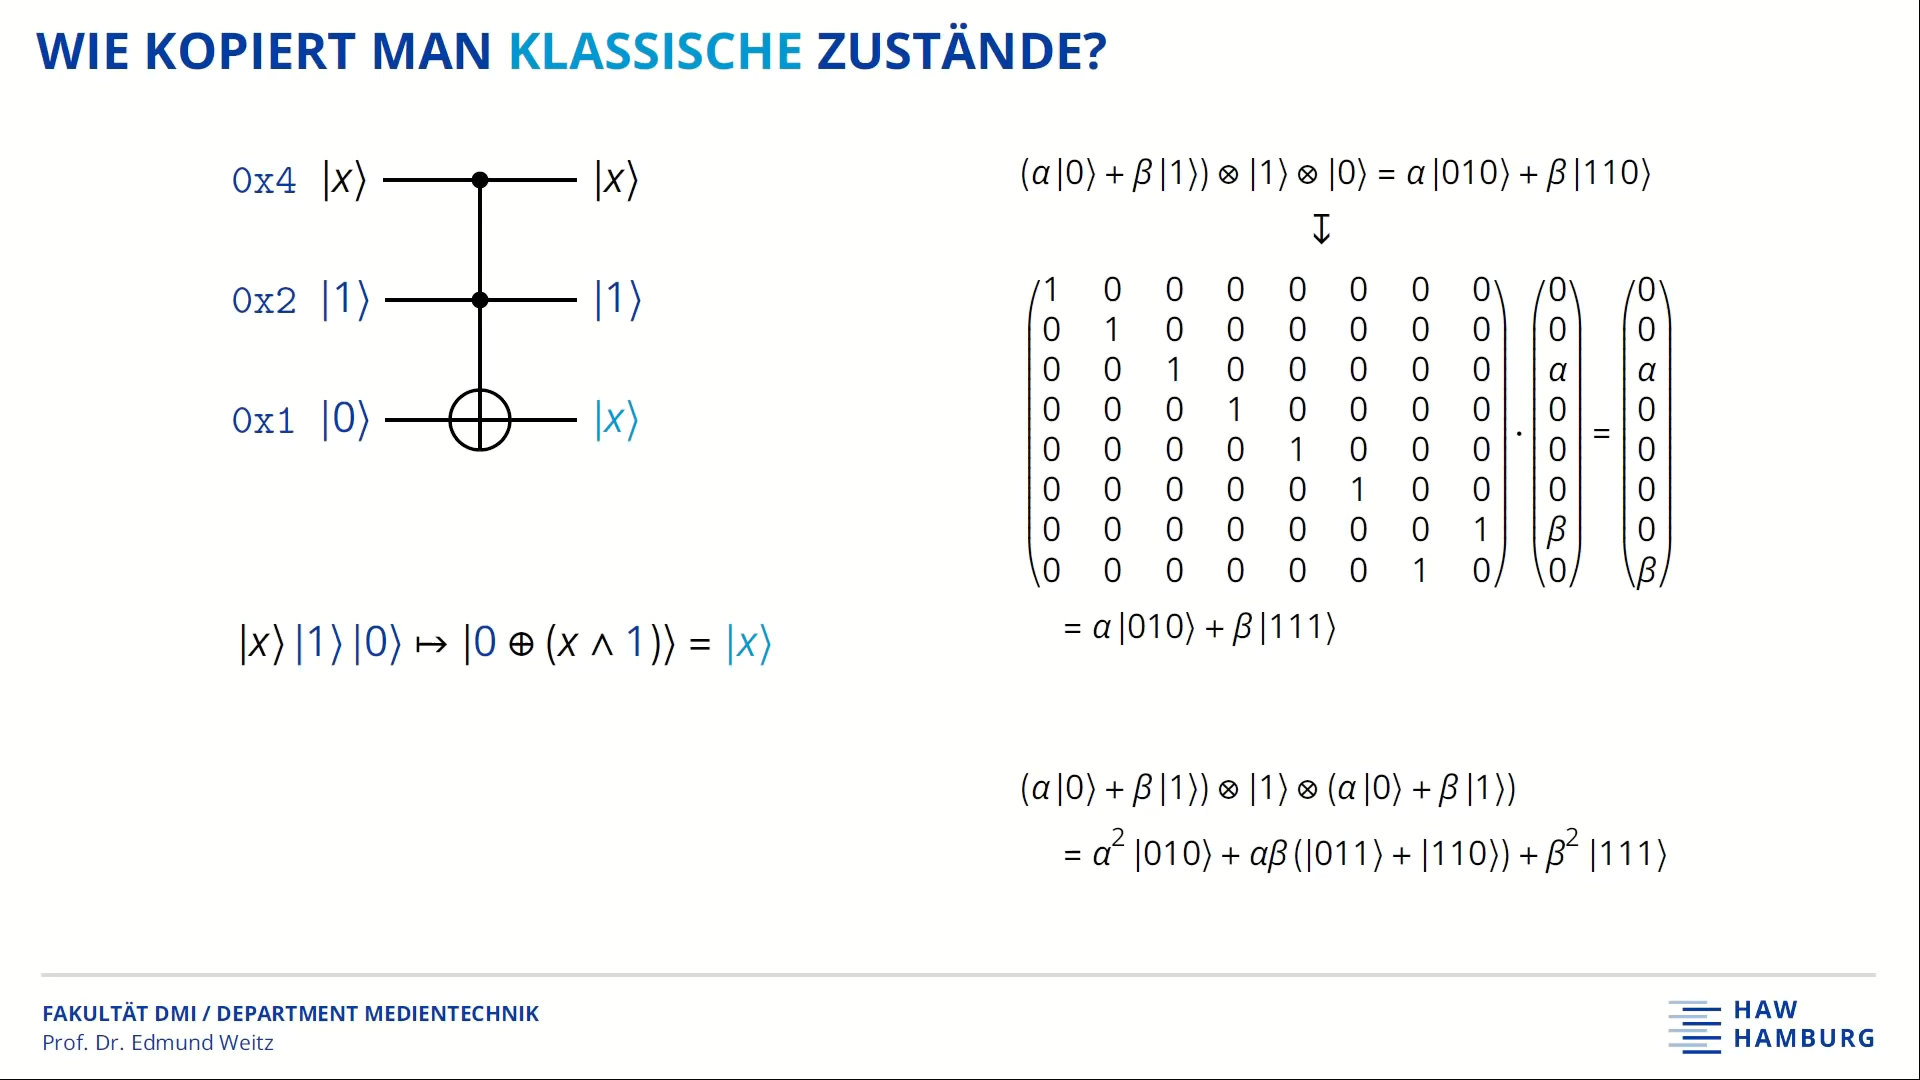 WIE KOPIERT MAN KLASSISCHE ZUSTÄNDE?
0x4 |x⟩ |x⟩
0x2 |1⟩ |1⟩
0x1 |0⟩ |x⟩
|x⟩|1⟩|0⟩ ↦ |0 ⊕ (x ∧ 1)⟩ = |x⟩
(α|0⟩ + β|1⟩) ⊗ |1⟩ ⊗ |0⟩ = α|010⟩ + β|110⟩
↧
1 0 0 0 0 0 0 0 0 0
0 1 0 0 0 0 0 0 0 0
0 0 1 0 0 0 0 0 α α
0 0 0 1 0 0 0 0 0 0
0 0 0 0 1 0 0 0 · 0 = 0
0 0 0 0 0 1 0 0 0 0
0 0 0 0 0 0 0 1 β 0
0 0 0 0 0 0 1 0 0 β
= α|010⟩ + β|111⟩
(α|0⟩ + β|1⟩) ⊗ |1⟩ ⊗ (α|0⟩ + β|1⟩)
= α² |010⟩ + αβ(|011⟩ + |110⟩) + β² |111⟩
FAKULTÄT DMI / DEPARTMENT MEDIENTECHNIK
Prof. Dr. Edmund Weitz
HAW
HAMBURG